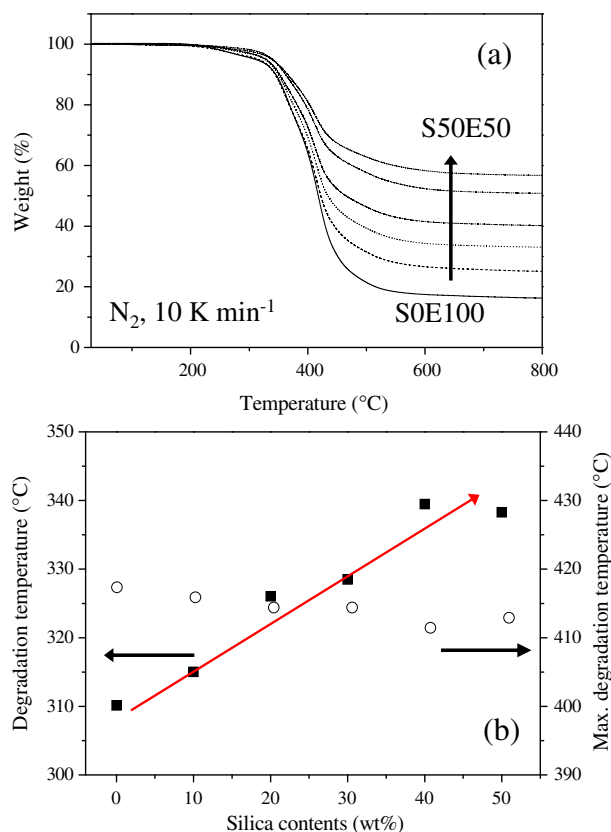 100
(a)
80
S50E50
60
Weight (%)
40
20
S0E100
N₂, 10 K min⁻¹
0
200 400 600 800
Temperature (°C)
350 440
340 430
330 420
320 410
310 400
(b)
300 390
0 10 20 30 40 50
Silica contents (wt%)
Degradation temperature (°C)
Max. degradation temperature (°C)